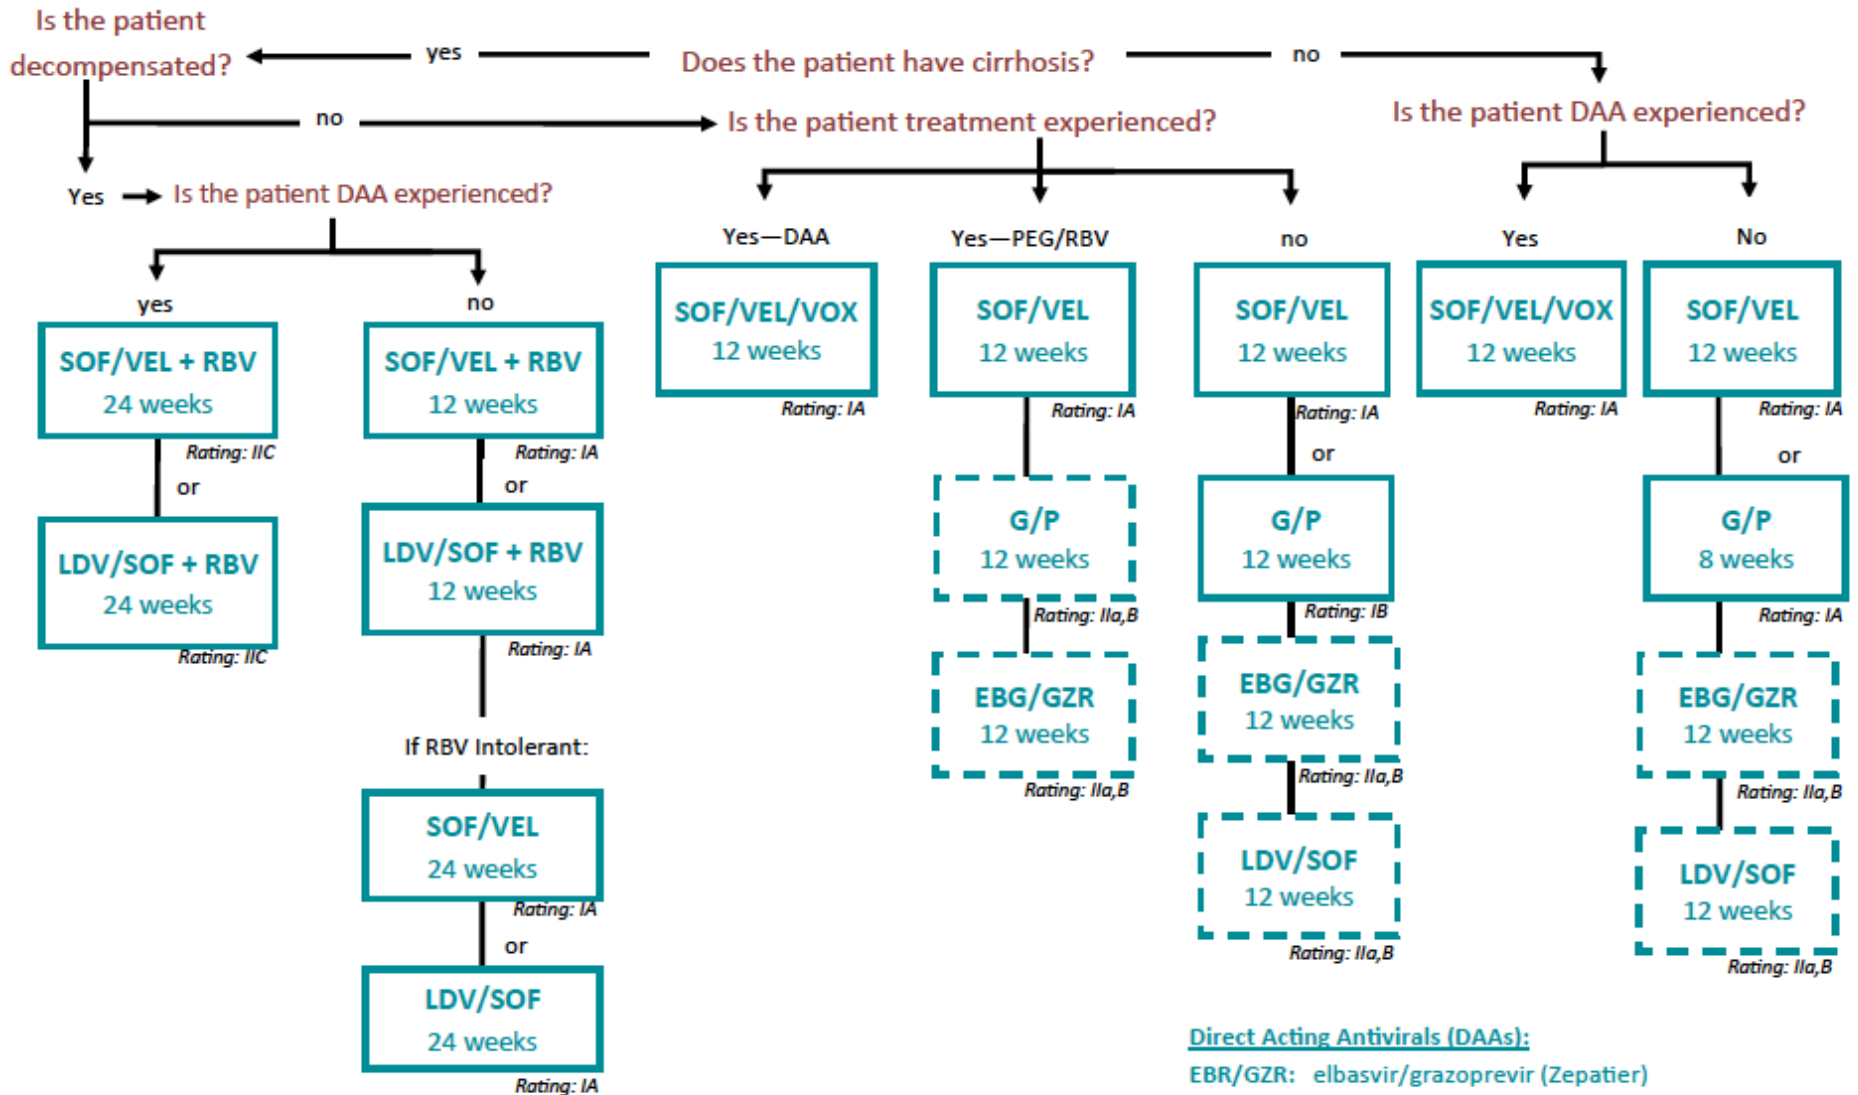 Is the patient
decompensated?
yes
Does the patient have cirrhosis?
no
Is the patient DAA experienced?
no
Is the patient treatment experienced?
Yes
Is the patient DAA experienced?
yes
SOF/VEL + RBV
24 weeks
Rating: IIC
or
LDV/SOF + RBV
24 weeks
Rating: IIC
no
SOF/VEL + RBV
12 weeks
Rating: IA
or
LDV/SOF + RBV
12 weeks
Rating: IA
If RBV Intolerant:
SOF/VEL
24 weeks
Rating: IA
or
LDV/SOF
24 weeks
Rating: IA
Yes—DAA
SOF/VEL/VOX
12 weeks
Rating: IA
Yes—PEG/RBV
SOF/VEL
12 weeks
Rating: IA
G/P
12 weeks
Rating: IIa,B
EBG/GZR
12 weeks
Rating: IIa,B
no
SOF/VEL
12 weeks
Rating: IA
or
G/P
12 weeks
Rating: IB
EBG/GZR
12 weeks
Rating: IIa,B
LDV/SOF
12 weeks
Rating: IIa,B
Yes
SOF/VEL/VOX
12 weeks
Rating: IA
No
SOF/VEL
12 weeks
Rating: IA
or
G/P
8 weeks
Rating: IA
EBG/GZR
12 weeks
Rating: IIa,B
LDV/SOF
12 weeks
Rating: IIa,B
Direct Acting Antivirals (DAAs):
EBR/GZR: elbasvir/grazoprevir (Zepatier)